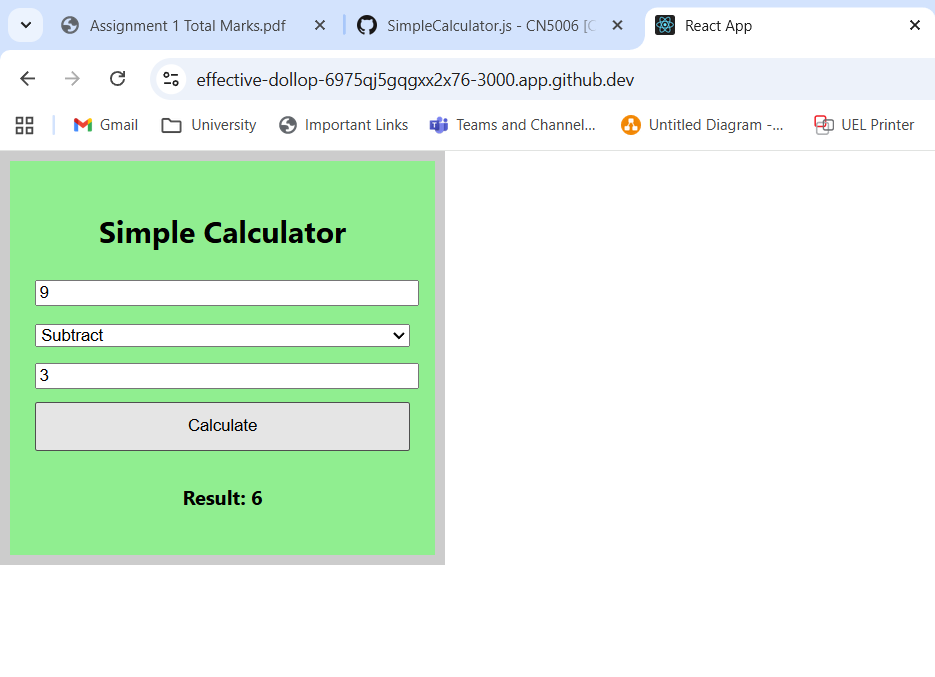 Assignment 1 Total Marks.pdf
SimpleCalculator.js - CN5006 [C
React App
effective-dollop-6975qj5gqgxx2x76-3000.app.github.dev
Gmail
University
Important Links
Teams and Channel...
Untitled Diagram -...
UEL Printer
Simple Calculator
9
Subtract
3
Calculate
Result: 6